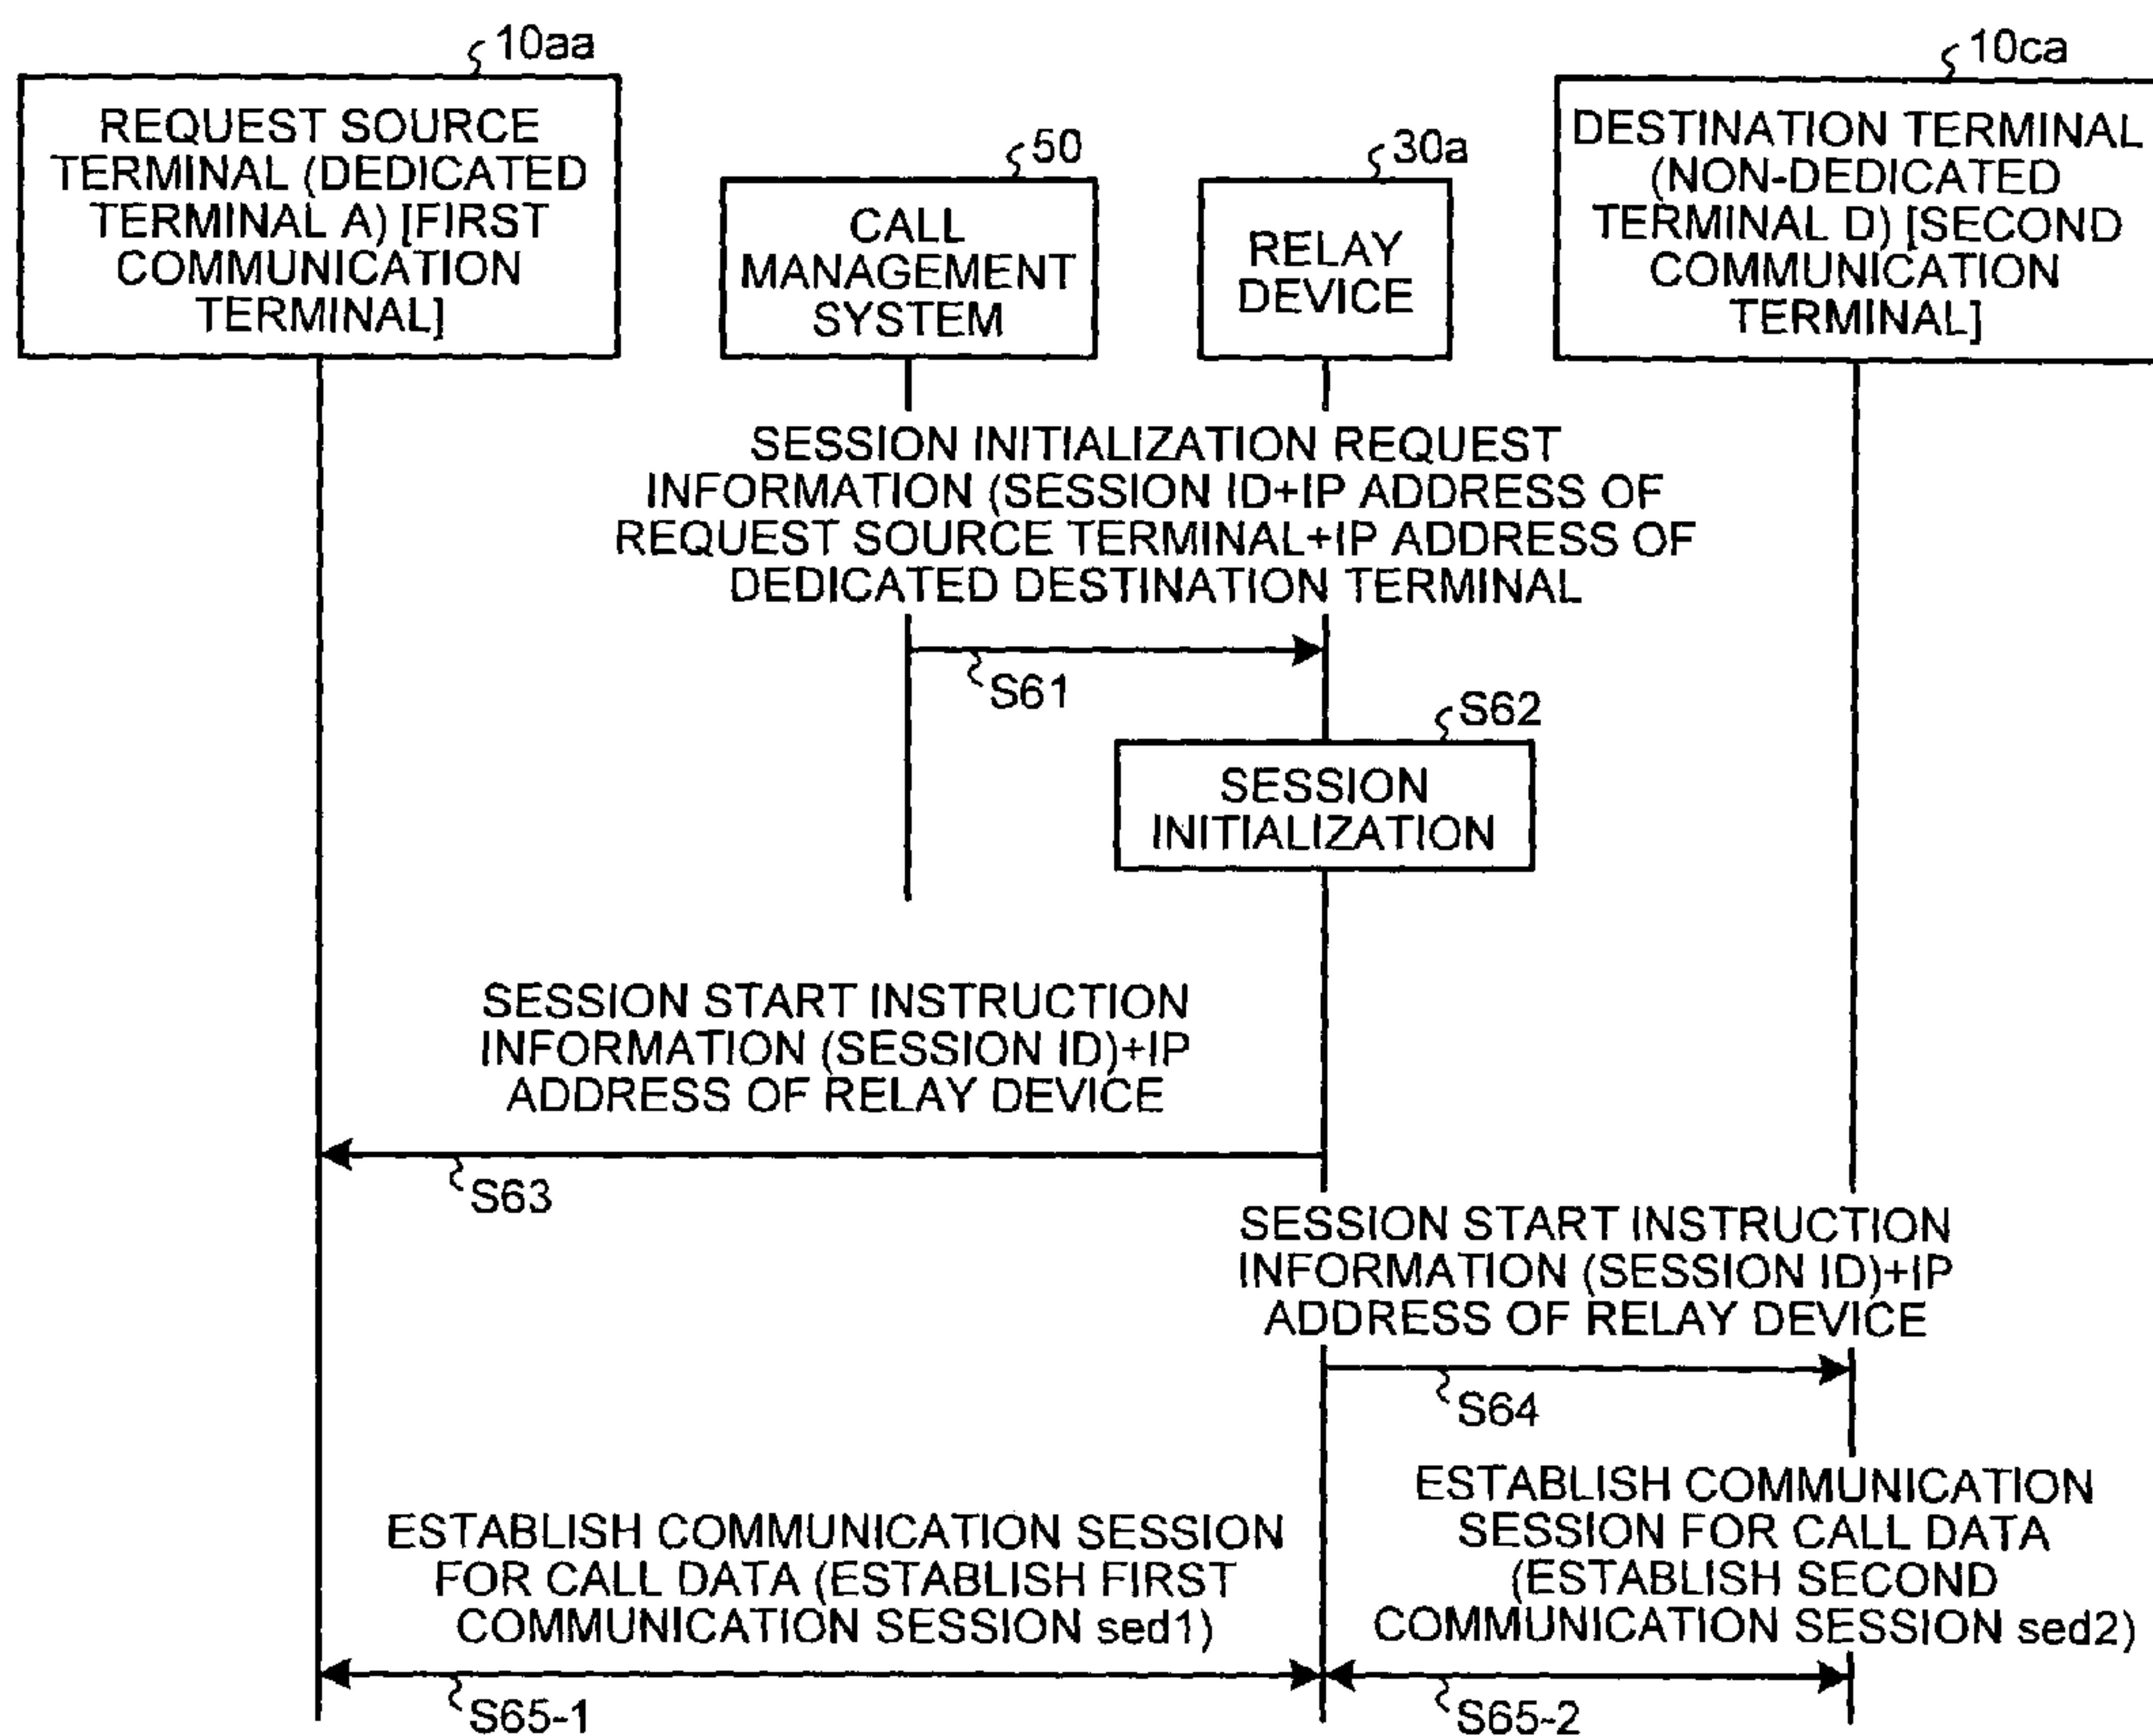 10aa
REQUEST SOURCE
TERMINAL (DEDICATED
TERMINAL A) [FIRST
COMMUNICATION
TERMINAL]
50
CALL
MANAGEMENT
SYSTEM
30a
RELAY
DEVICE
10ca
DESTINATION TERMINAL
(NON-DEDICATED
TERMINAL D) [SECOND
COMMUNICATION
TERMINAL]
SESSION INITIALIZATION REQUEST
INFORMATION (SESSION ID+IP ADDRESS OF
REQUEST SOURCE TERMINAL+IP ADDRESS OF
DEDICATED DESTINATION TERMINAL
S61
S62
SESSION
INITIALIZATION
SESSION START INSTRUCTION
INFORMATION (SESSION ID)+IP
ADDRESS OF RELAY DEVICE
S63
SESSION START INSTRUCTION
INFORMATION (SESSION ID)+IP
ADDRESS OF RELAY DEVICE
S64
ESTABLISH COMMUNICATION SESSION
FOR CALL DATA (ESTABLISH FIRST
COMMUNICATION SESSION sed1)
S65-1
ESTABLISH COMMUNICATION
SESSION FOR CALL DATA
(ESTABLISH SECOND
COMMUNICATION SESSION sed2)
S65-2